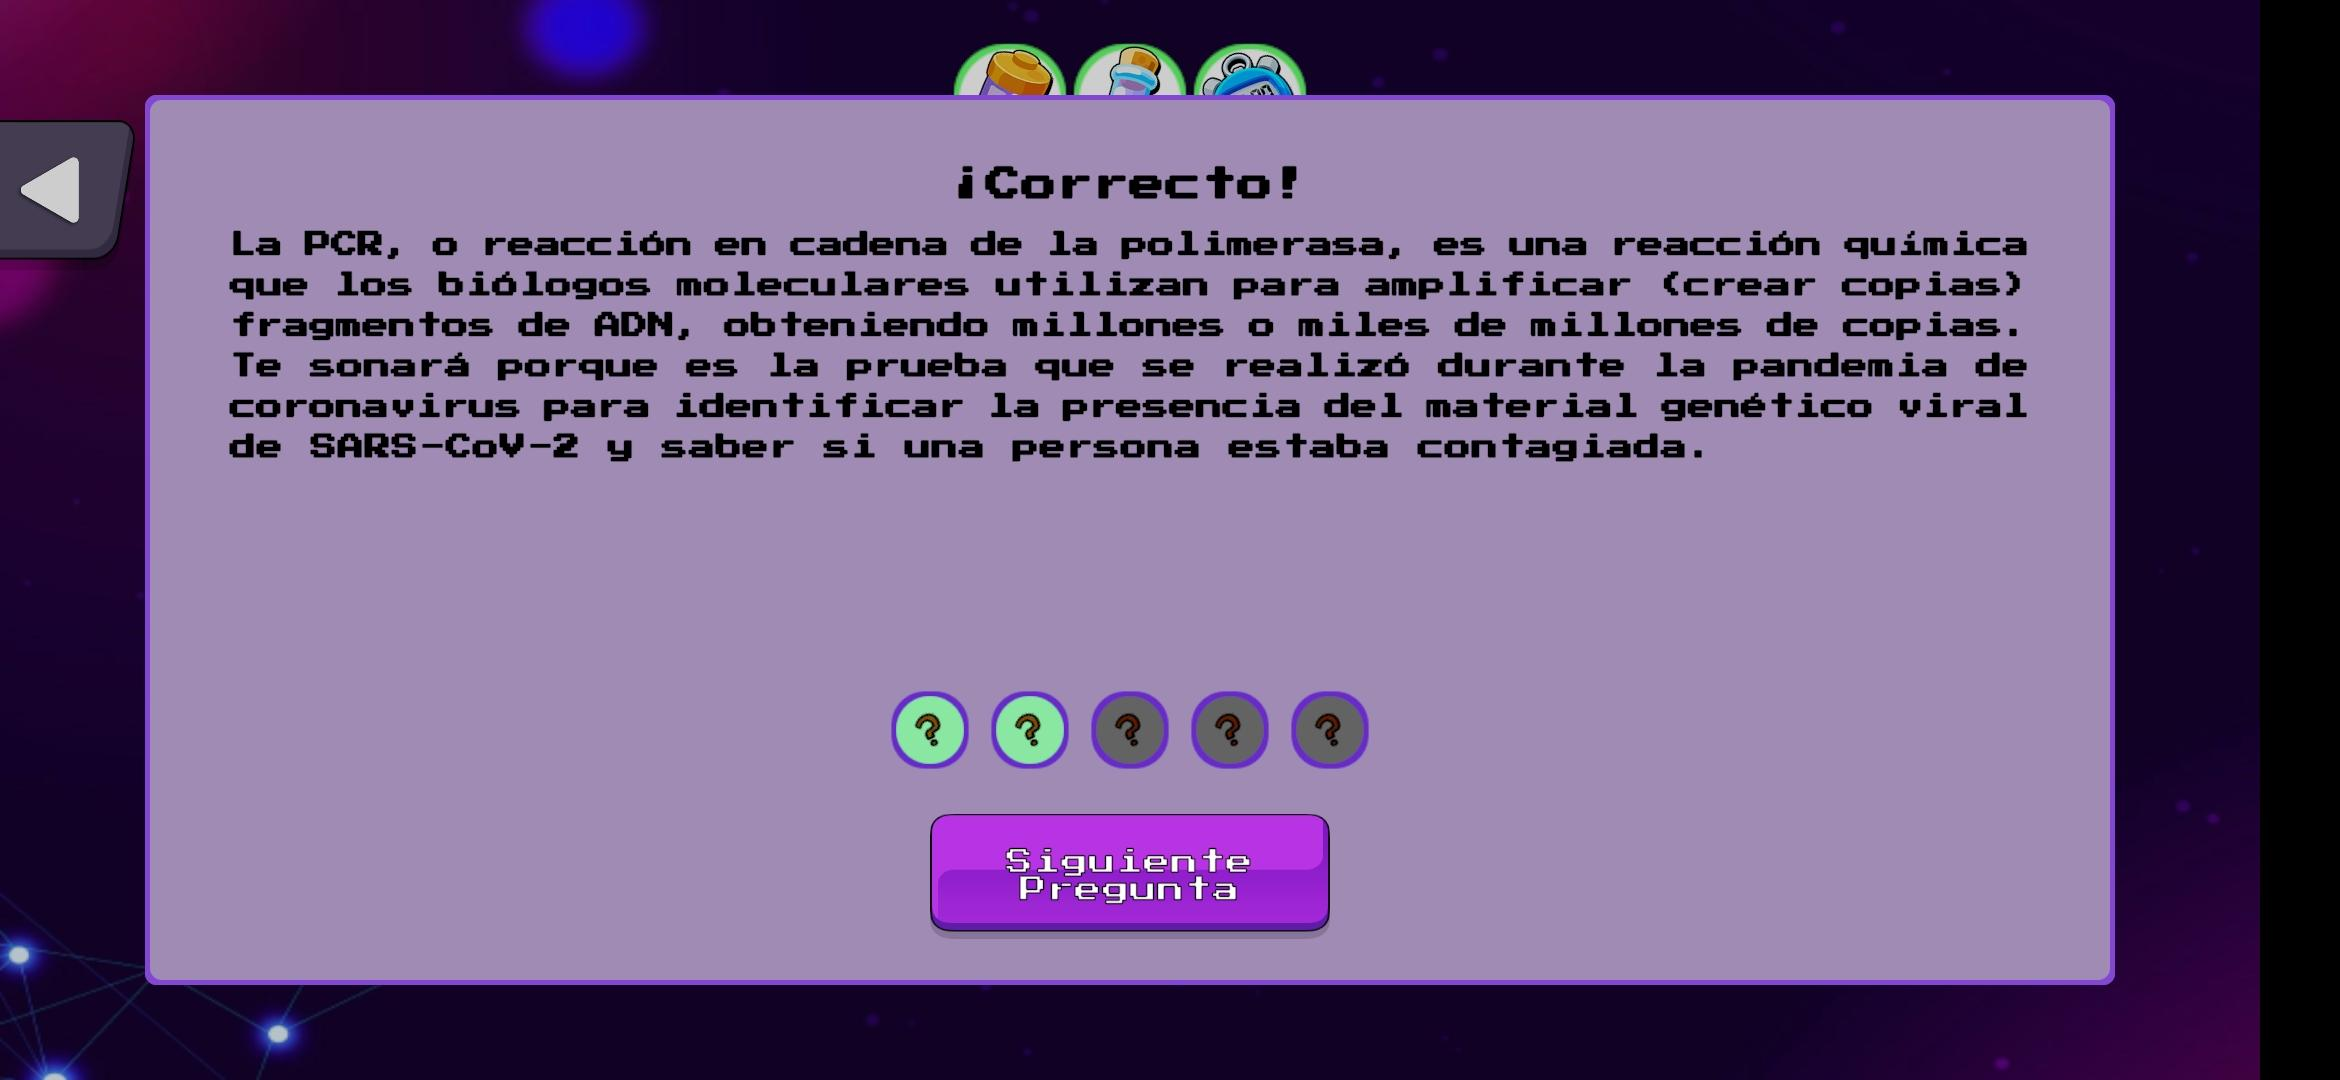 ¡Correcto!
La PCR, o reacción en cadena de la polimerasa, es una reacción química
que los biólogos moleculares utilizan para amplificar (crear copias)
fragmentos de ADN, obteniendo millones o miles de millones de copias.
Te sonará porque es la prueba que se realizó durante la pandemia de
coronavirus para identificar la presencia del material genético viral
de SARS-CoV-2 y saber si una persona estaba contagiada.
? ? ? ? ?
Siguiente
Pregunta